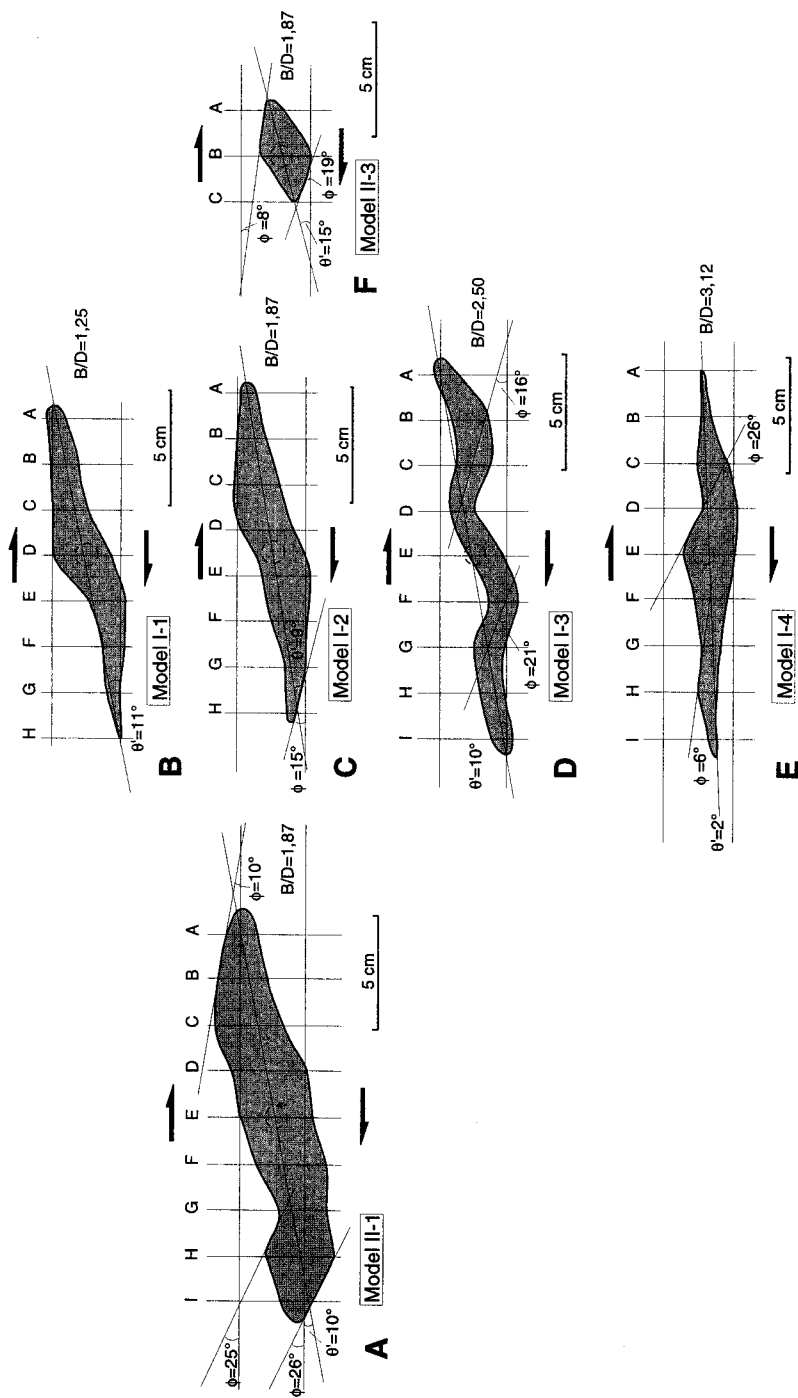 I H G F E D C B A
ϕ=25°
ϕ=26°
θ'=10°
ϕ=10°
B/D=1,87
5 cm
Model II-1
A
H G F E D C B A
B/D=1,25
θ'=11°
5 cm
Model I-1
B
H G F E D C B A
B/D=1,87
ϕ=15°
θ'=9°
5 cm
Model I-2
C
I H G F E D C B A
B/D=2,50
θ'=10°
ϕ=21°
ϕ=16°
5 cm
Model I-3
D
I H G F E D C B A
B/D=3,12
θ'=2°
ϕ=6°
ϕ=26°
5 cm
Model I-4
E
C B A
B/D=1,87
ϕ=8°
θ'=15°
ϕ=19°
5 cm
Model II-3
F